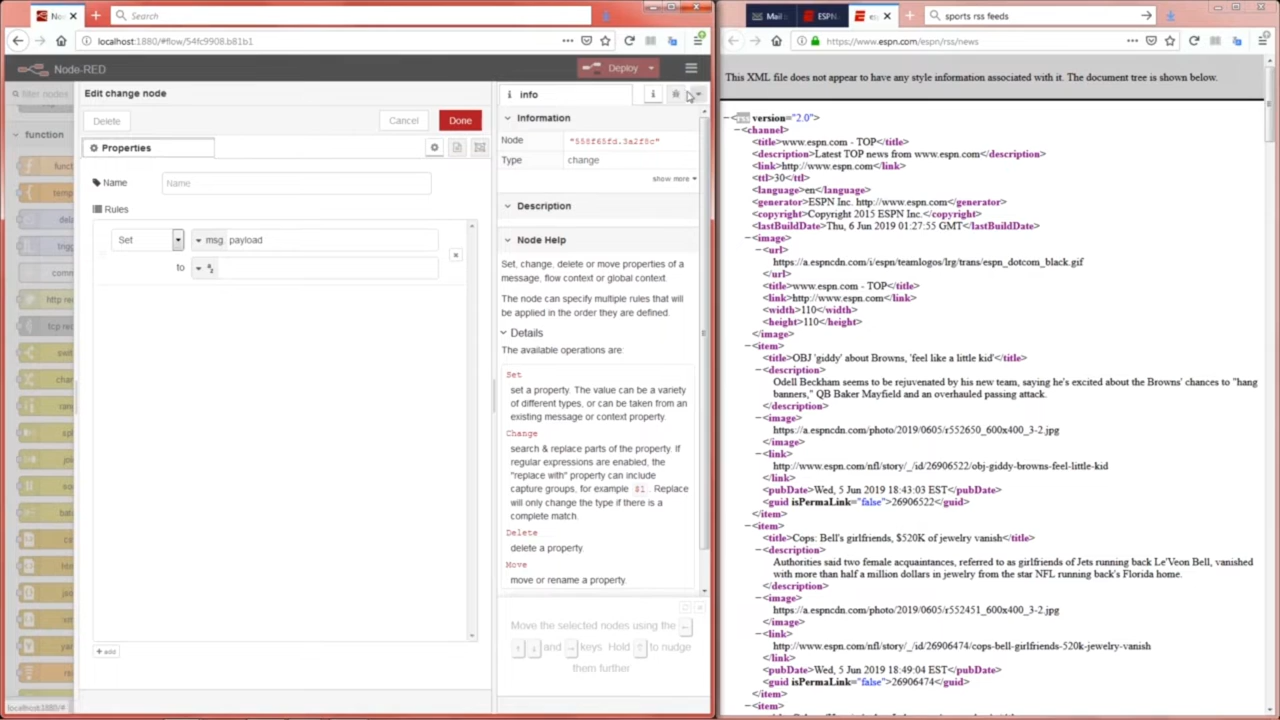 No
Search
localhost:1880/#flow/54fc9908.b81b1
Node-RED
Deploy
filter nodes
Edit change node
Delete
Cancel
Done
Properties
Name
Name
Rules
Set
msg. payload
to
add
function
http re
tcp re
localhost:1880/#
info
Information
Node
Type
change
show more
Description
Node Help
Set, change, delete or move properties of a
message, flow context or global context.
The node can specify multiple rules that will
be applied in the order they are defined.
Details
The available operations are:
Set
set a property. The value can be a variety
of different types, or can be taken from
an existing message or context property.
Change
search & replace parts of the property. If
regular expressions are enabled, the
"replace with" property can include
capture groups, for example $1. Replace
will only change the type if there is a
complete match.
Delete
delete a property.
Move
move or rename a property.
Move the selected nodes using the ←
↑ ↓ and → keys. Hold ⇧ to nudge
them further
Mail
ESPN
es
sports rss feeds
https://www.espn.com/espn/rss/news
This XML file does not appear to have any style information associated with it. The document tree is shown below.
−<rss version="2.0">
−<channel>
<title>www.espn.com - TOP</title>
<description>Latest TOP news from www.espn.com</description>
<link>http://www.espn.com</link>
<ttl>30</ttl>
<language>en</language>
<generator>ESPN Inc. http://www.espn.com</generator>
<copyright>Copyright 2015 ESPN Inc.</copyright>
<lastBuildDate>Thu, 6 Jun 2019 01:27:55 GMT</lastBuildDate>
−<image>
−<url>
https://a.espncdn.com/i/espn/teamlogos/lrg/trans/espn_dotcom_black.gif
</url>
<title>www.espn.com - TOP</title>
<link>http://www.espn.com</link>
<width>110</width>
<height>110</height>
</image>
−<item>
<title>OBJ 'giddy' about Browns, 'feel like a little kid'</title>
−<description>
Odell Beckham seems to be rejuvenated by his new team, saying he's excited about the Browns' chances to "hang
banners," QB Baker Mayfield and an overhauled passing attack.
</description>
−<image>
https://a.espncdn.com/photo/2019/0605/r552650_600x400_3-2.jpg
</image>
−<link>
http://www.espn.com/nfl/story/_/id/26906522/obj-giddy-browns-feel-little-kid
</link>
<pubDate>Wed, 5 Jun 2019 18:43:03 EST</pubDate>
<guid isPermaLink="false">26906522</guid>
</item>
−<item>
<title>Cops: Bell's girlfriends, $520K of jewelry vanish</title>
−<description>
Authorities said two female acquaintances, referred to as girlfriends of Jets running back Le'Veon Bell, vanished
with more than half a million dollars in jewelry from the star NFL running back's Florida home.
</description>
−<image>
https://a.espncdn.com/photo/2019/0605/r552451_600x400_3-2.jpg
</image>
−<link>
http://www.espn.com/nfl/story/_/id/26906474/cops-bell-girlfriends-520k-jewelry-vanish
</link>
<pubDate>Wed, 5 Jun 2019 18:49:04 EST</pubDate>
<guid isPermaLink="false">26906474</guid>
</item>
−<item>